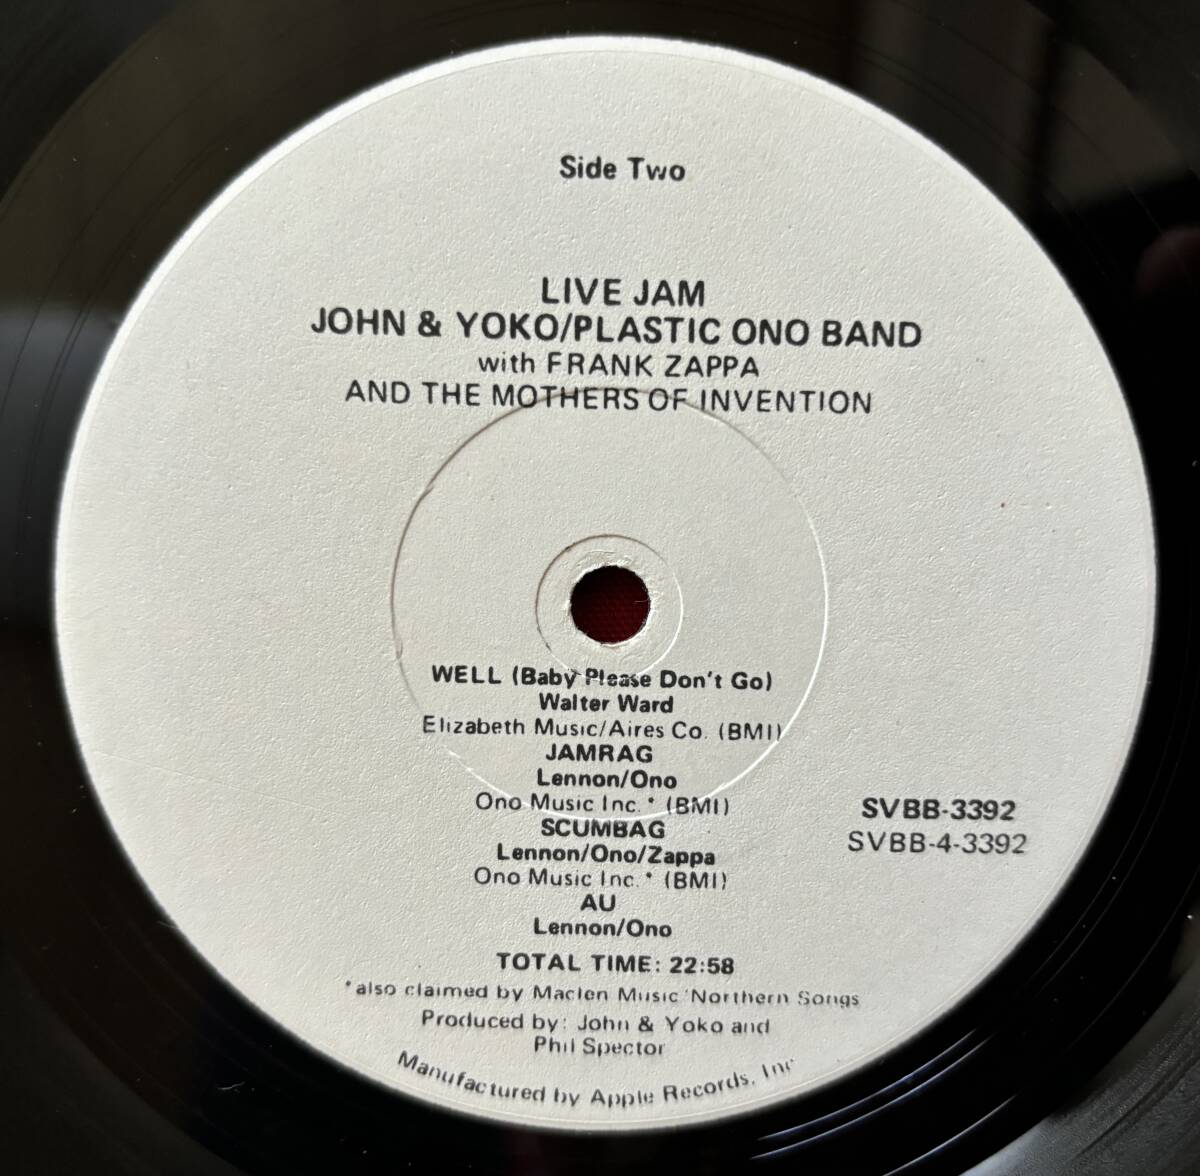 Side Two
LIVE JAM
JOHN & YOKO/PLASTIC ONO BAND
with FRANK ZAPPA
AND THE MOTHERS OF INVENTION
WELL (Baby Please Don't Go)
Walter Ward
Elizabeth Music/Aires Co. (BMI)
JAMRAG
Lennon/Ono
Ono Music Inc.* (BMI)
SCUMBAG
Lennon/Ono/Zappa
Ono Music Inc.* (BMI)
AU
Lennon/Ono
SVBB-3392
SVBB-4-3392
TOTAL TIME: 22:58
*also claimed by Maclen Music/Northern Songs
Produced by: John & Yoko and
Phil Spector
Manufactured by Apple Records, Inc